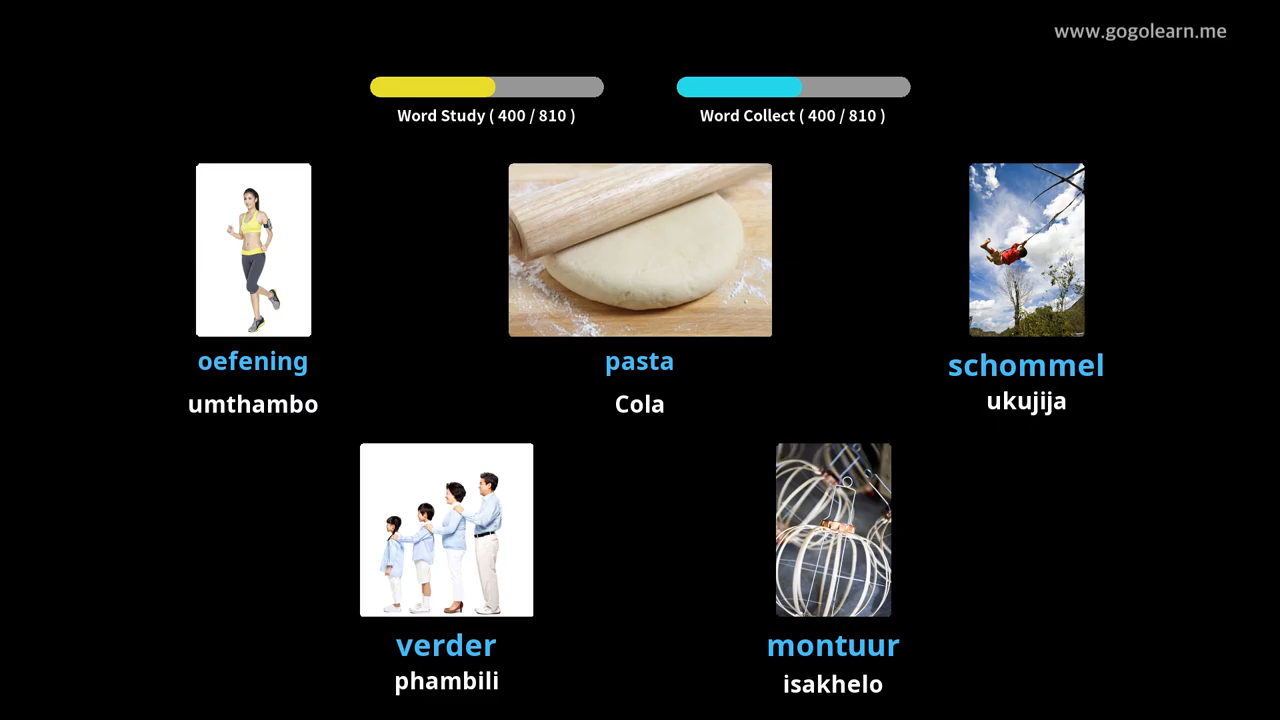 www.gogolearn.me
Word Study ( 400 / 810 )
Word Collect ( 400 / 810 )
oefening
umthambo
pasta
Cola
schommel
ukujija
verder
phambili
montuur
isakhelo